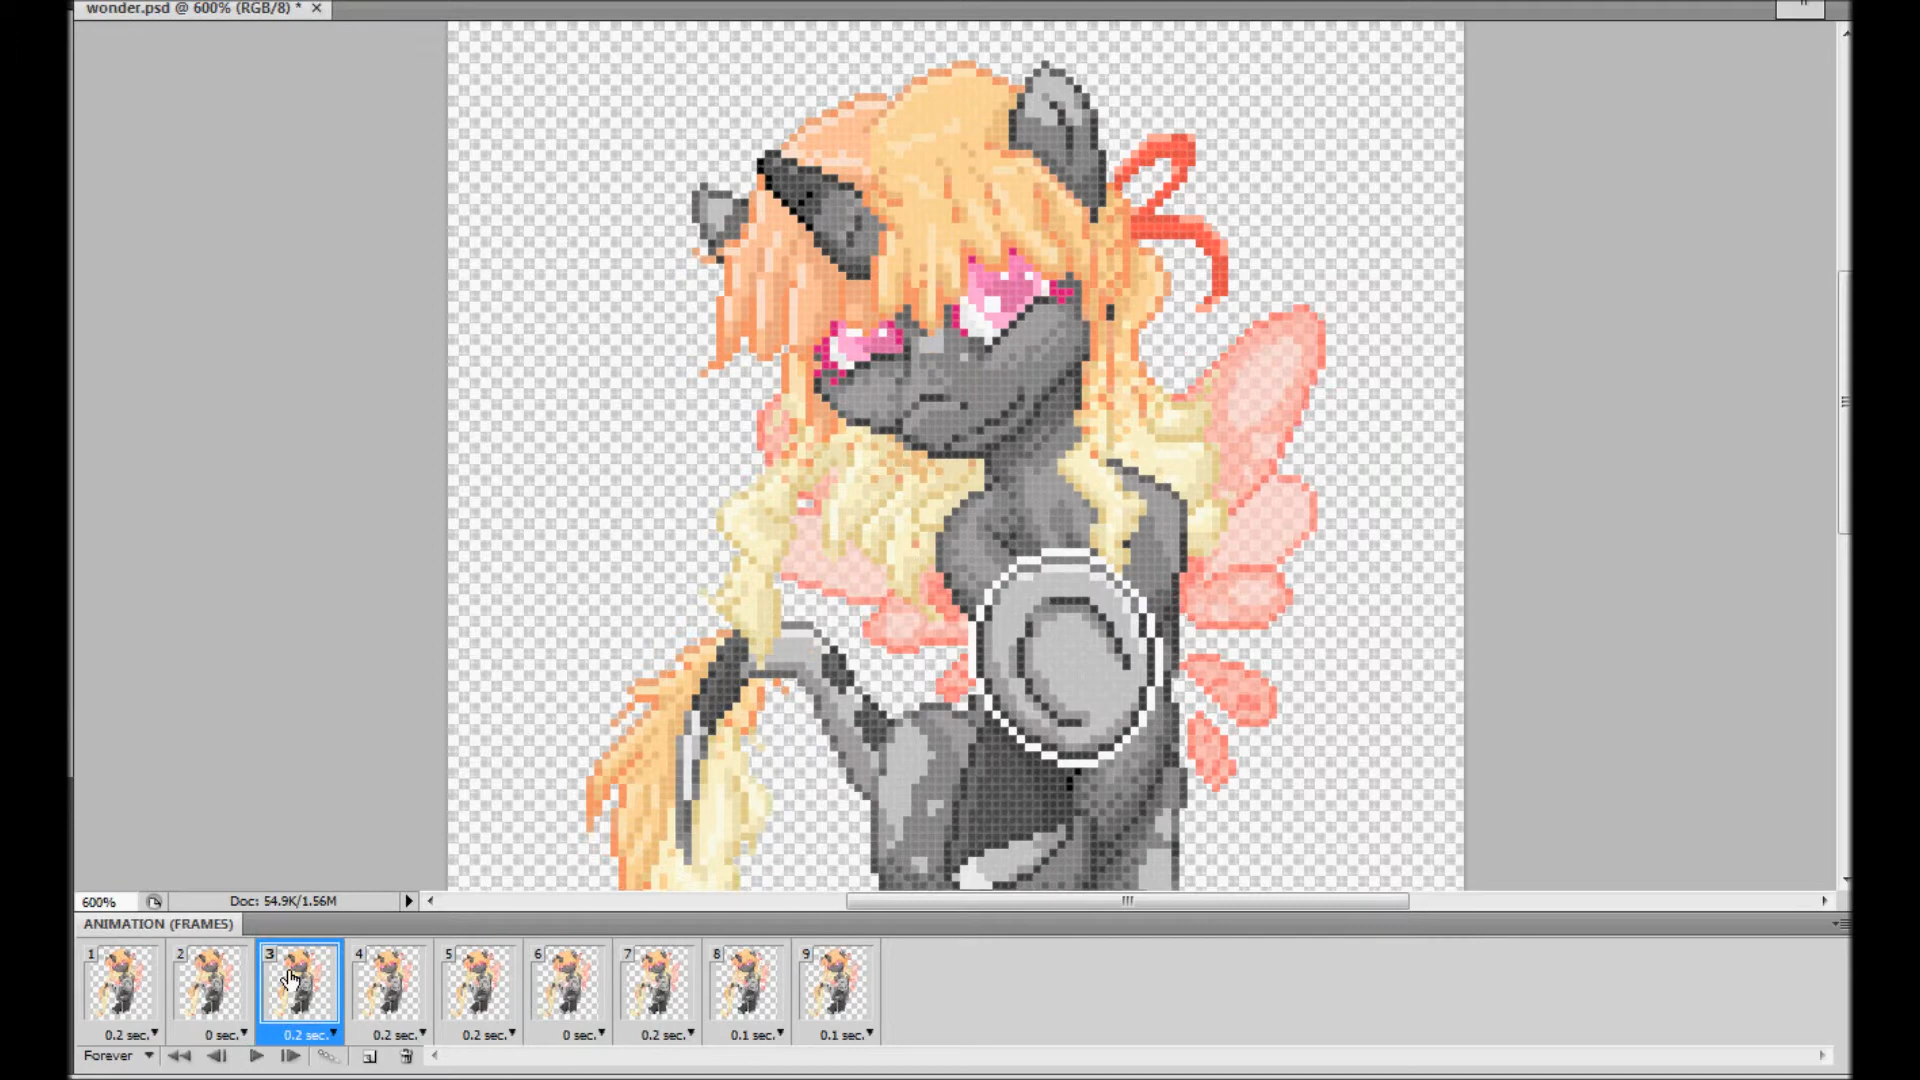 wonder.psd @ 600% (RGB/8) * ×
600% Doc: 54.9K/1.56M
ANIMATION (FRAMES)
1 2 3 4 5 6 7 8 9
0.2 sec. 0 sec. 0.2 sec. 0.2 sec. 0.2 sec. 0 sec. 0.2 sec. 0.1 sec. 0.1 sec.
Forever